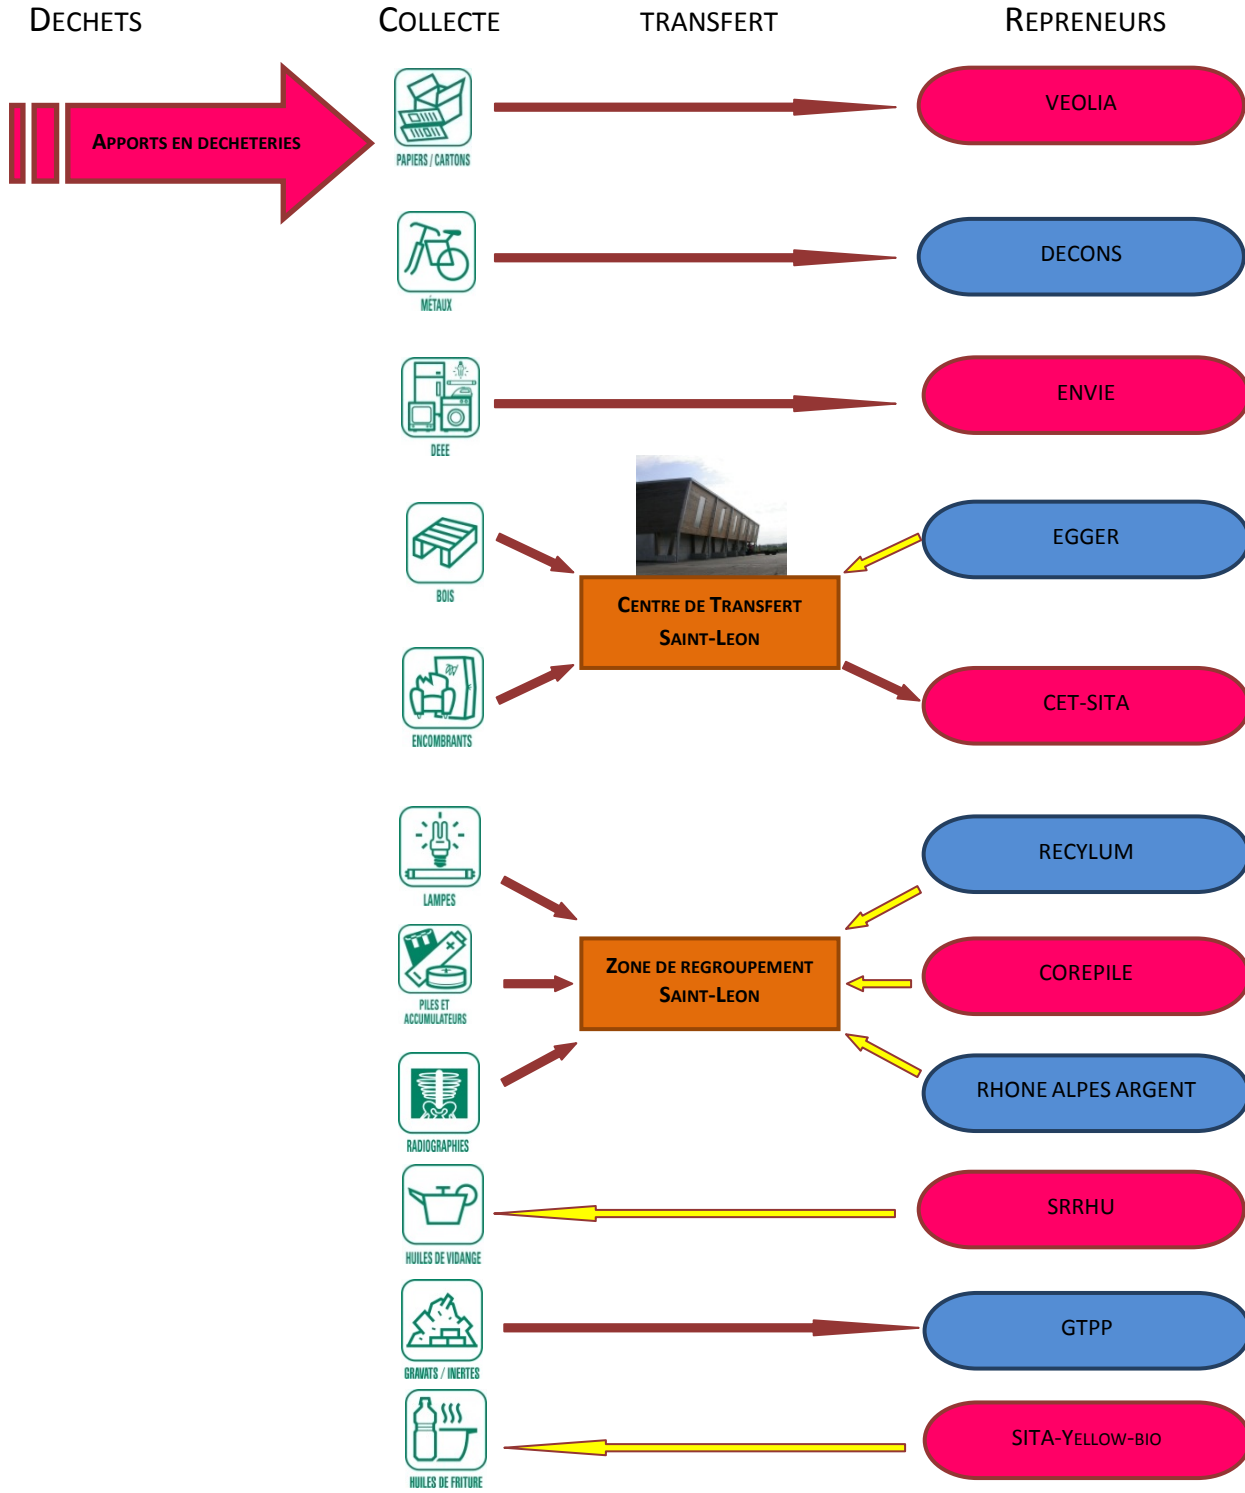 DECHETS
COLLECTE
TRANSFERT
REPRENEURS
APPORTS EN DECHETERIES
PAPIERS / CARTONS
VEOLIA
MÉTAUX
DECONS
DEEE
ENVIE
BOIS
CENTRE DE TRANSFERT
SAINT-LEON
EGGER
ENCOMBRANTS
CET-SITA
LAMPES
RECYLUM
PILES ET
ACCUMULATEURS
ZONE DE REGROUPEMENT
SAINT-LEON
COREPILE
RADIOGRAPHIES
RHONE ALPES ARGENT
HUILES DE VIDANGE
SRRHU
GRAVATS / INERTES
GTPP
HUILES DE FRITURE
SITA-YELLOW-BIO